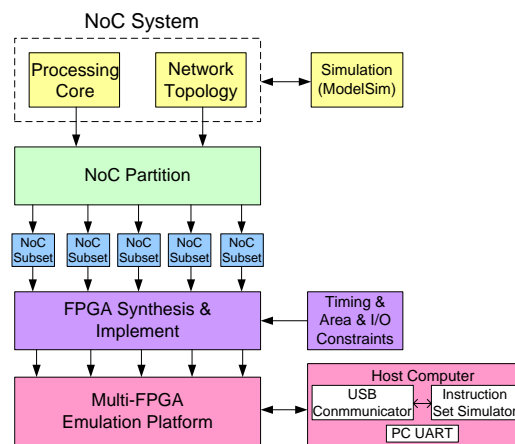 NoC System
Processing
Core
Network
Topology
Simulation
(ModelSim)
NoC Partition
NoC
Subset
NoC
Subset
NoC
Subset
NoC
Subset
NoC
Subset
FPGA Synthesis &
Implement
Timing &
Area & I/O
Constraints
Multi-FPGA
Emulation Platform
Host Computer
USB
Conmmunicator
Instruction
Set Simulator
PC UART